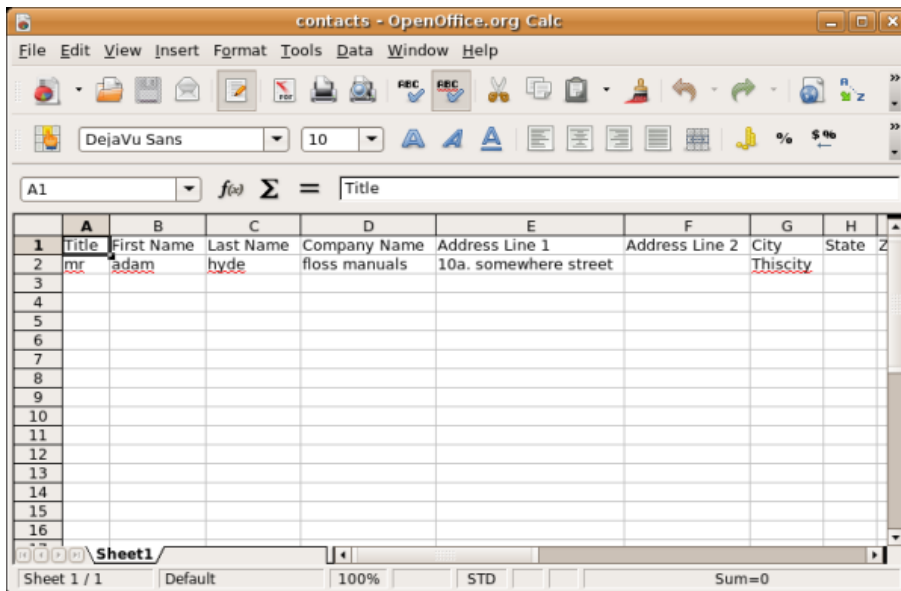 contacts - OpenOffice.org Calc
File Edit View Insert Format Tools Data Window Help
PDF ABC ABC A Z
DejaVu Sans 10 A A A % $%
A1 f(x) Σ = Title
A B C D E F G H
1 Title First Name Last Name Company Name Address Line 1 Address Line 2 City State Z
2 mr adam hyde floss manuals 10a. somewhere street Thiscity
3
4
5
6
7
8
9
10
11
12
13
14
15
16
Sheet1
Sheet 1 / 1 Default 100% STD Sum=0